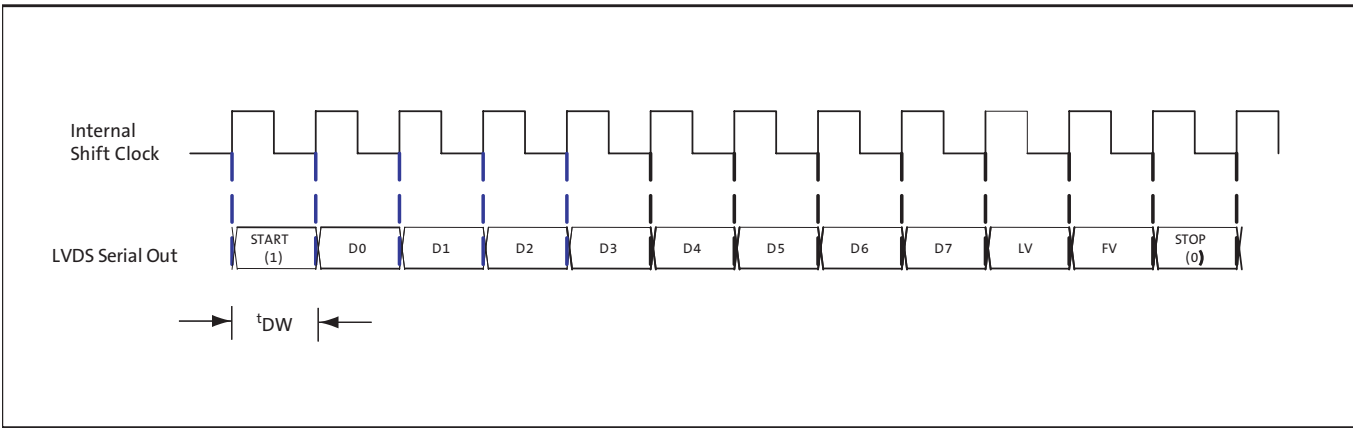 Internal
Shift Clock
LVDS Serial Out
START
(1)
D0
D1
D2
D3
D4
D5
D6
D7
LV
FV
STOP
(0)
tDW